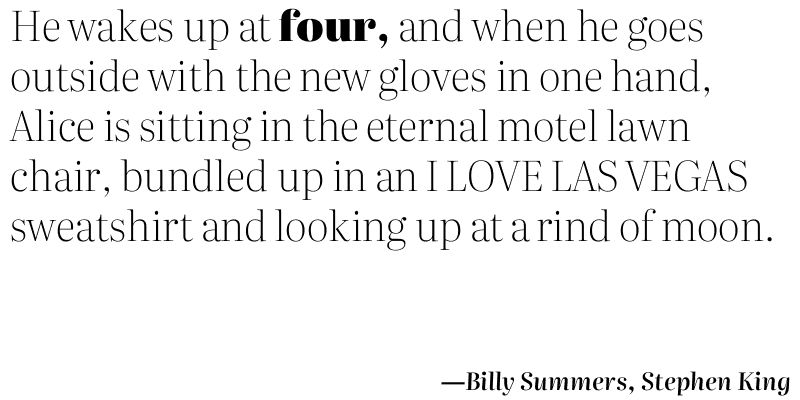 He wakes up at four, and when he goes
outside with the new gloves in one hand,
Alice is sitting in the eternal motel lawn
chair, bundled up in an I LOVE LAS VEGAS
sweatshirt and looking up at a rind of moon.
—Billy Summers, Stephen King